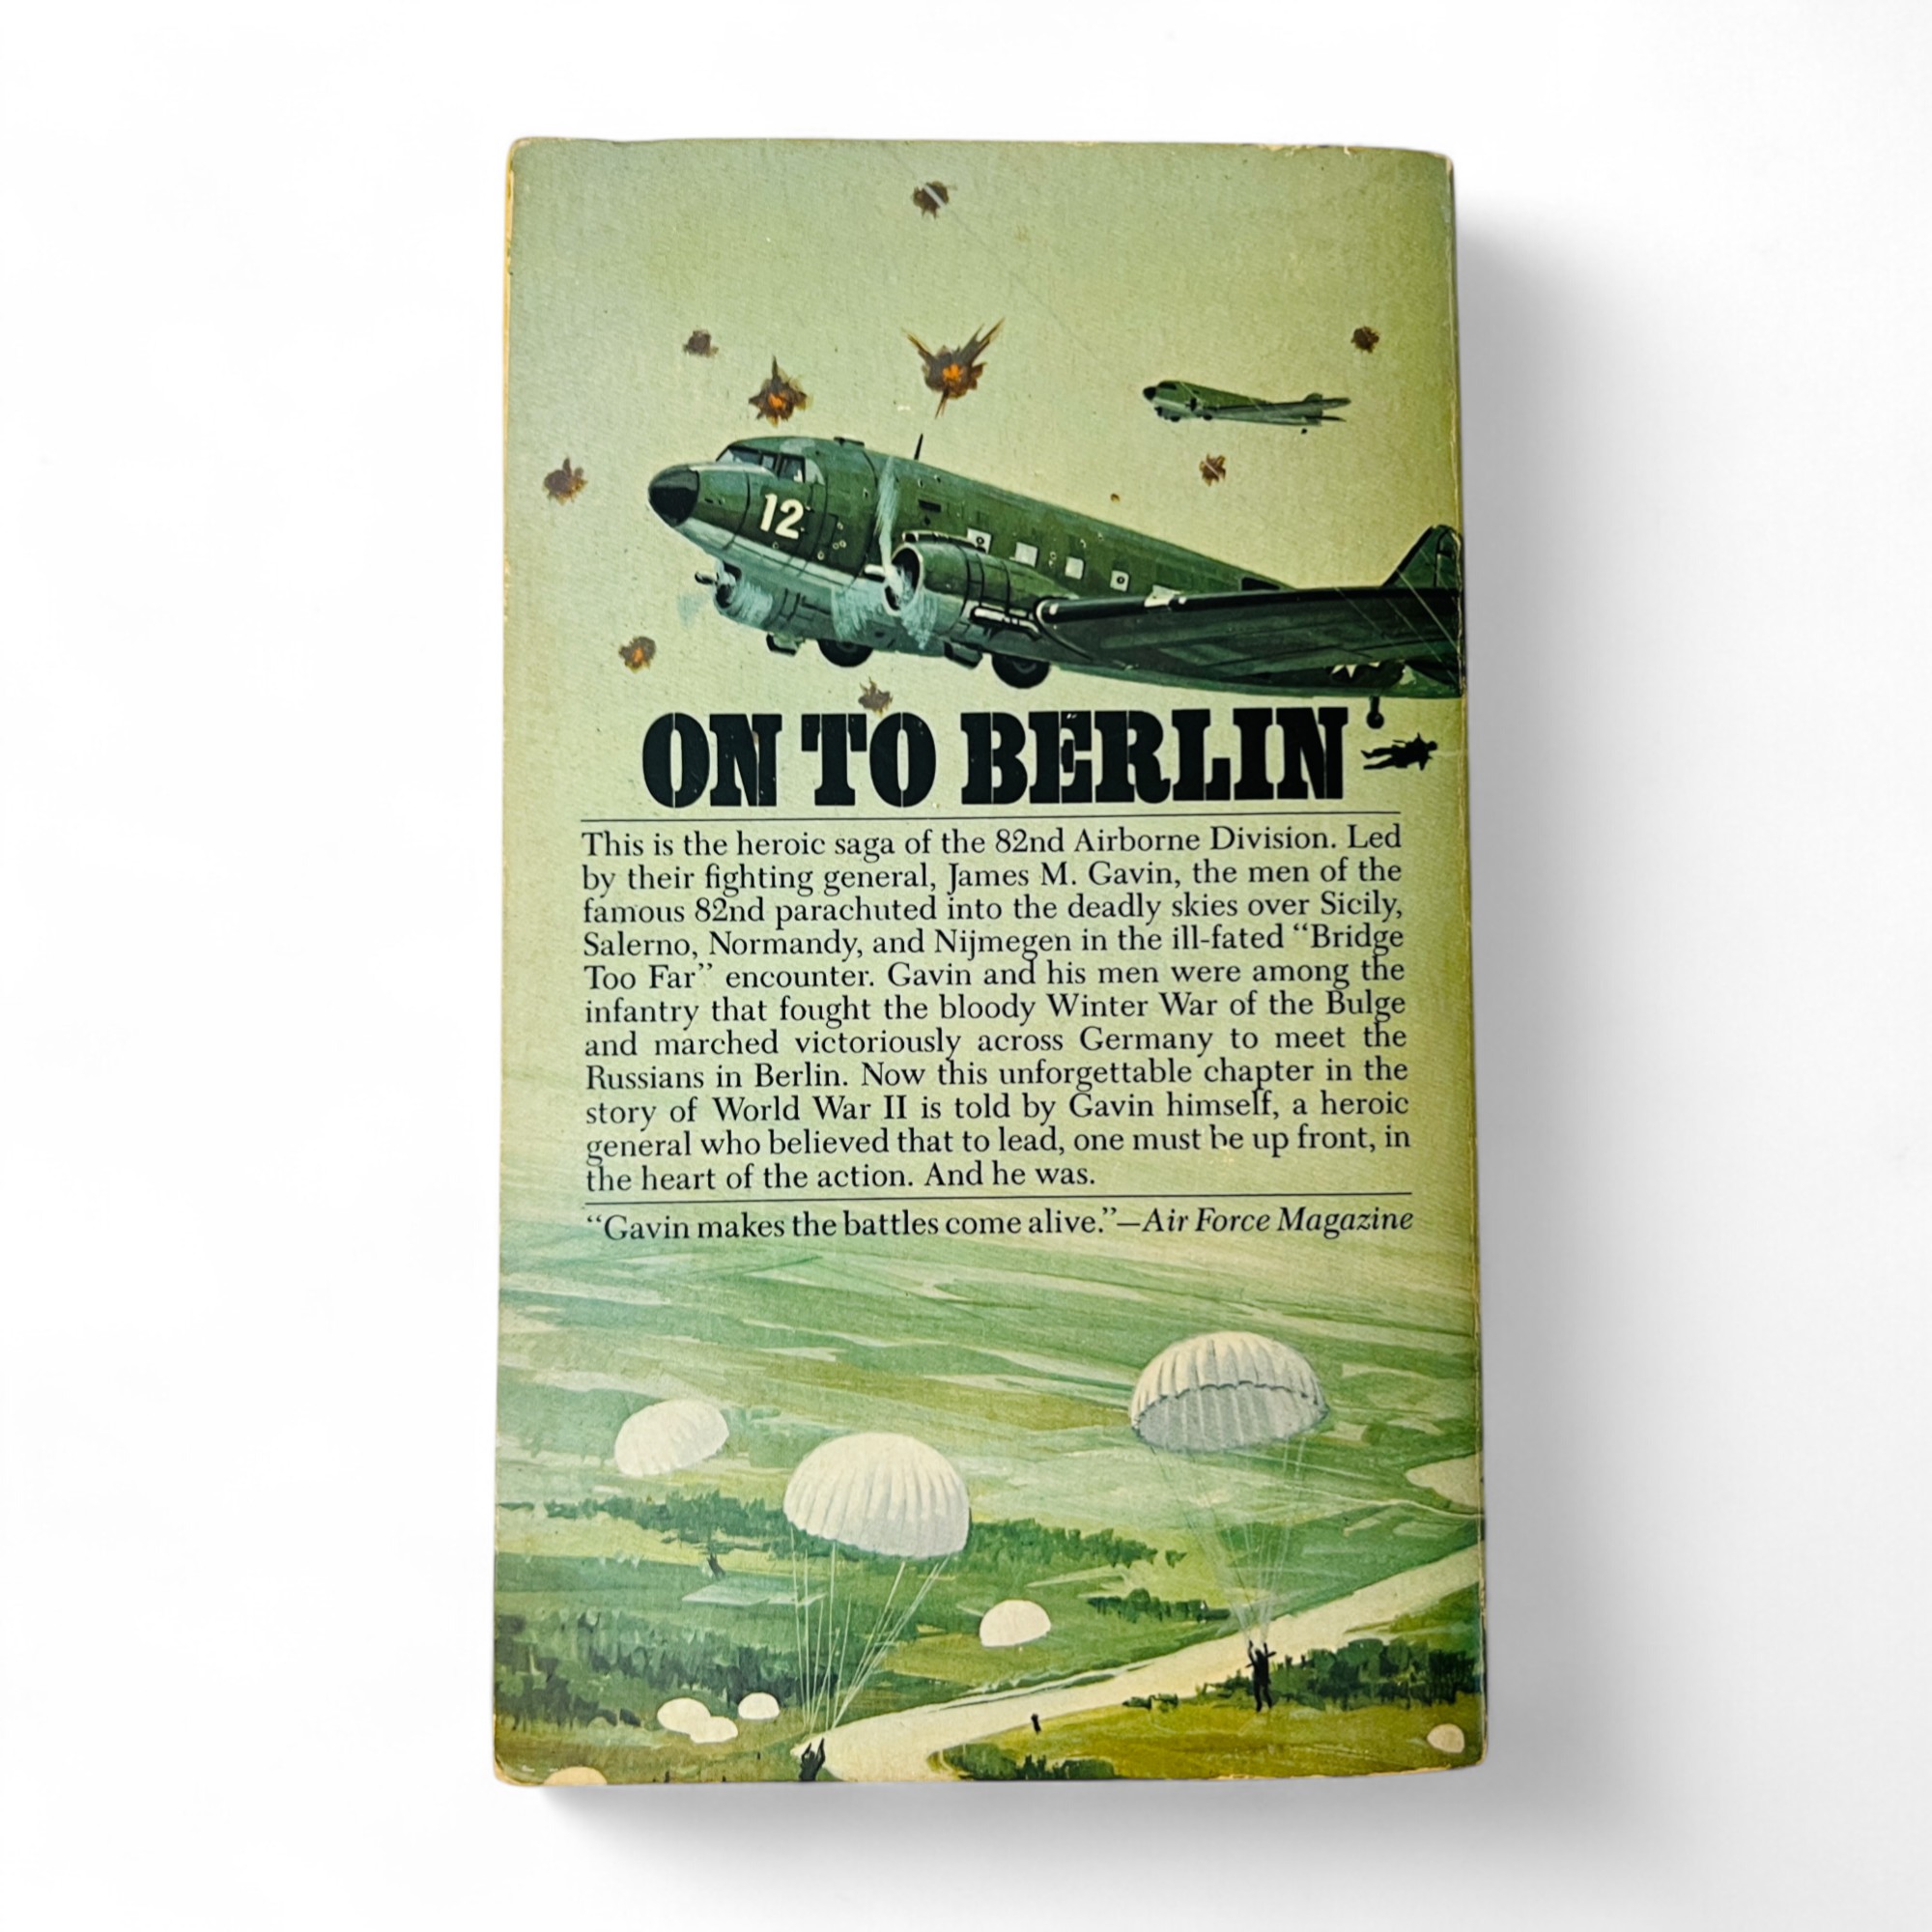 12
ON TO BERLIN
This is the heroic saga of the 82nd Airborne Division. Led
by their fighting general, James M. Gavin, the men of the
famous 82nd parachuted into the deadly skies over Sicily,
Salerno, Normandy, and Nijmegen in the ill-fated “Bridge
Too Far” encounter. Gavin and his men were among the
infantry that fought the bloody Winter War of the Bulge
and marched victoriously across Germany to meet the
Russians in Berlin. Now this unforgettable chapter in the
story of World War II is told by Gavin himself, a heroic
general who believed that to lead, one must be up front, in
the heart of the action. And he was.
“Gavin makes the battles come alive.”—Air Force Magazine